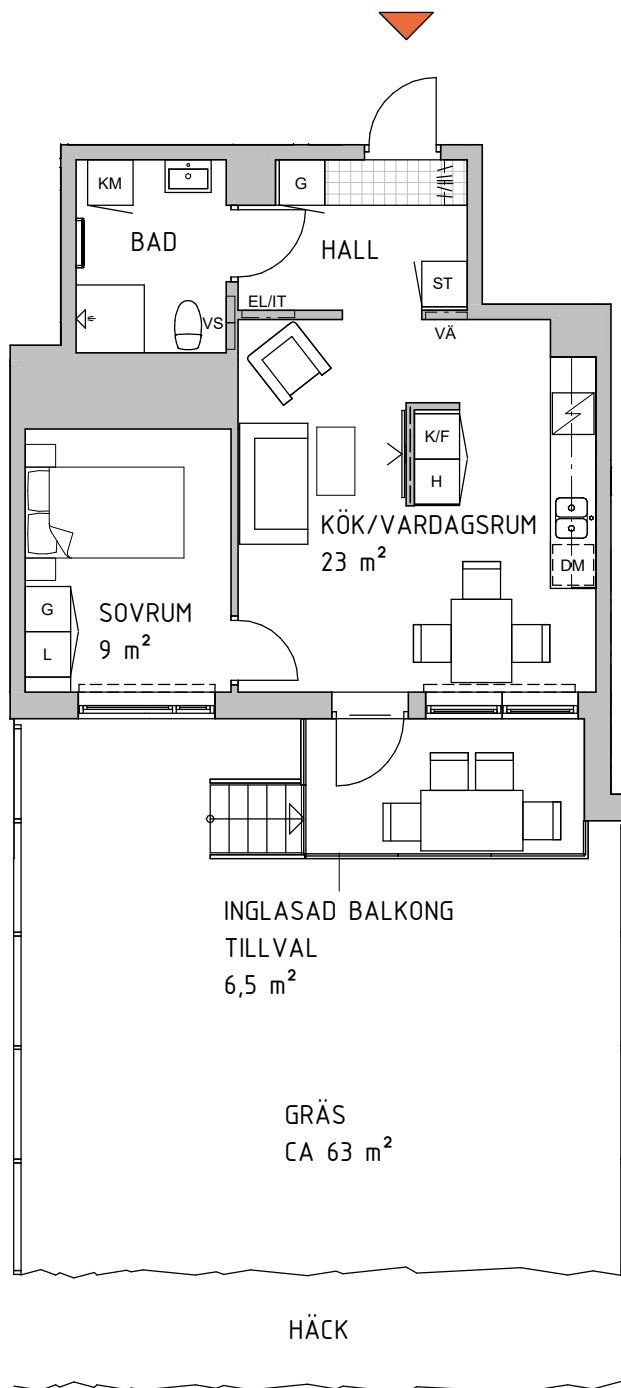 KM
G
BAD
HALL
ST
EL/IT
VS
VÄ
K/F
H
KÖK/VARDAGSRUM
23 m²
DM
G
SOVRUM
L
9 m²
INGLASAD BALKONG
TILLVAL
6,5 m²
GRÄS
CA 63 m²
HÄCK